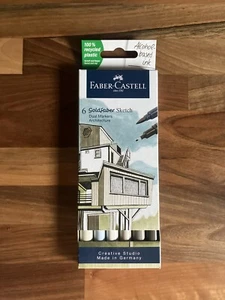 100%
recycled
plastic
Alcohol
based
ink
FABER-CASTELL
since 1761
6 Goldfaber Sketch
Dual Markers
Architecture
Creative Studio
Made in Germany